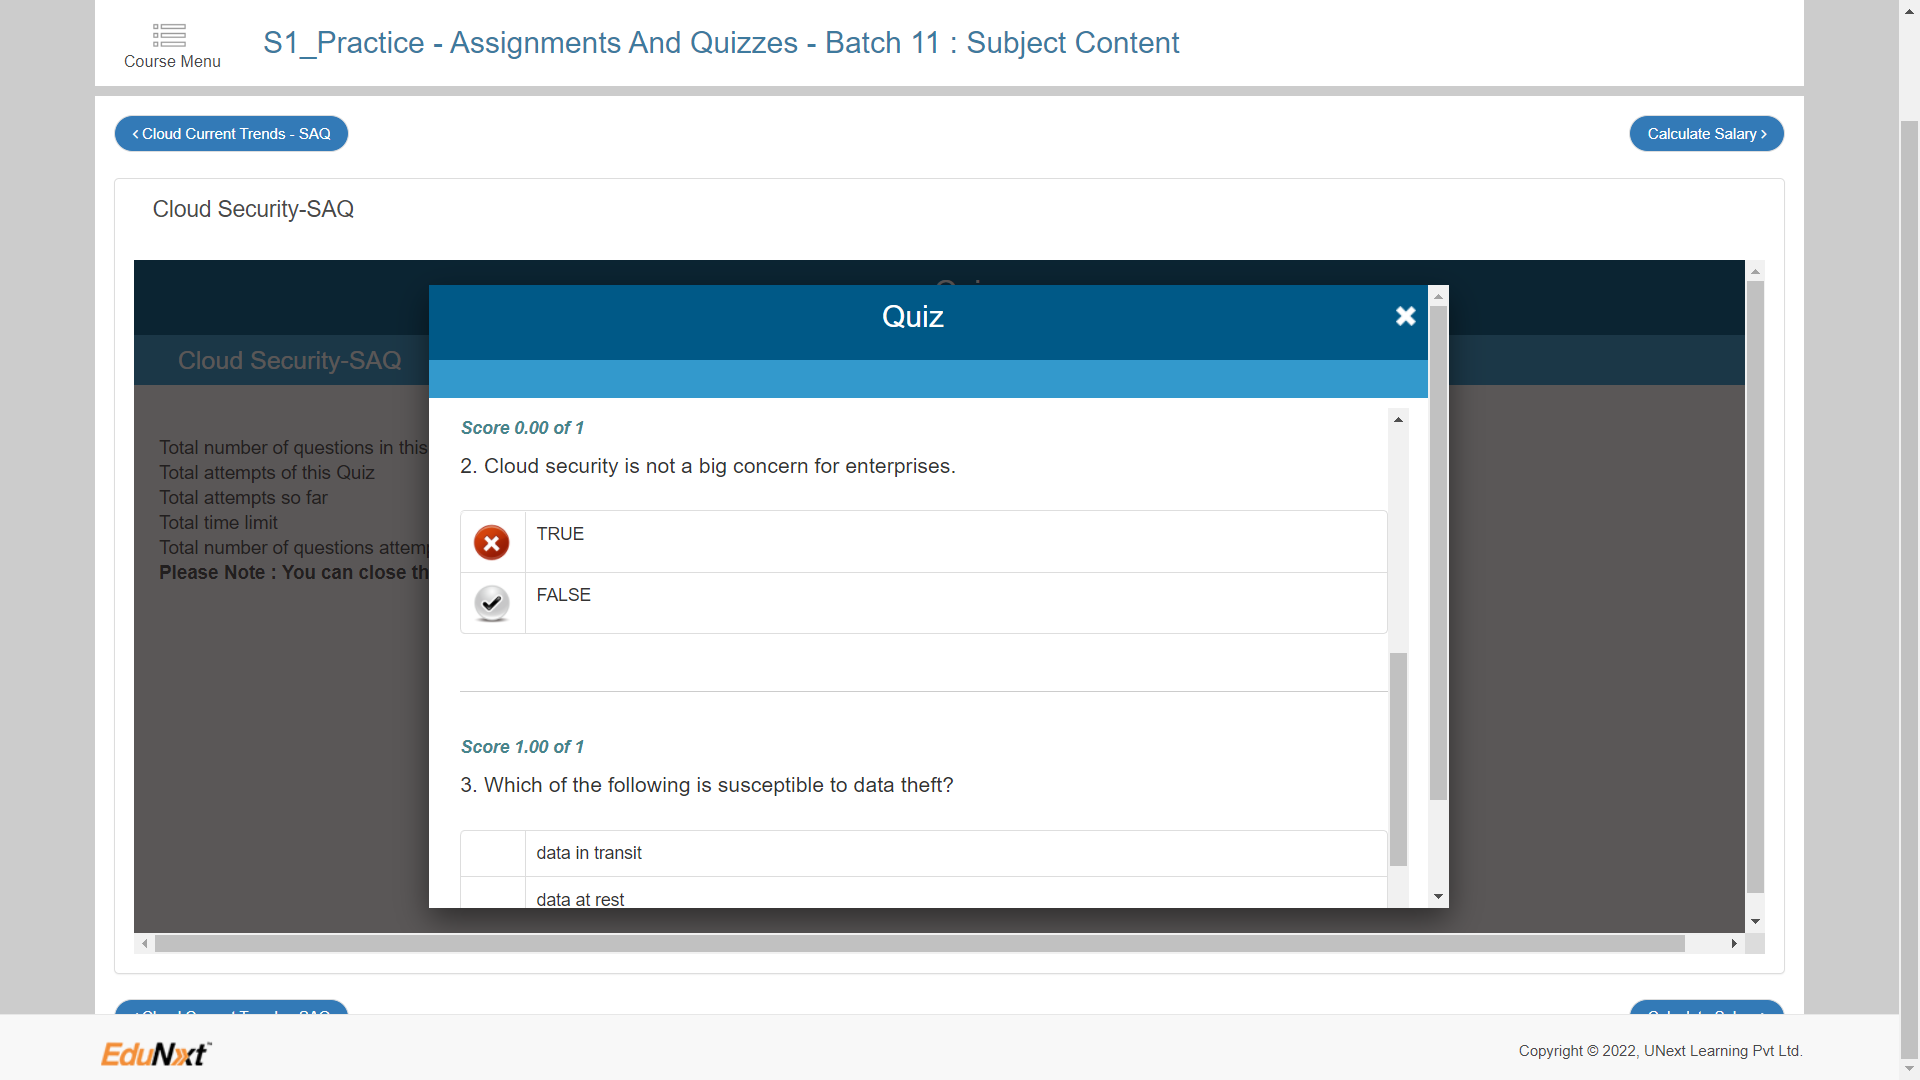 Course Menu
S1_Practice - Assignments And Quizzes - Batch 11 : Subject Content
Cloud Current Trends - SAQ
Calculate Salary
Cloud Security-SAQ
Quiz
Cloud Security-SAQ
Total number of questions in this
Total attempts of this Quiz
Total attempts so far
Total time limit
Total number of questions attem
Please Note : You can close th
Score 0.00 of 1
2. Cloud security is not a big concern for enterprises.
TRUE
FALSE
Score 1.00 of 1
3. Which of the following is susceptible to data theft?
data in transit
data at rest
EduNxt™
Copyright © 2022, UNext Learning Pvt Ltd.